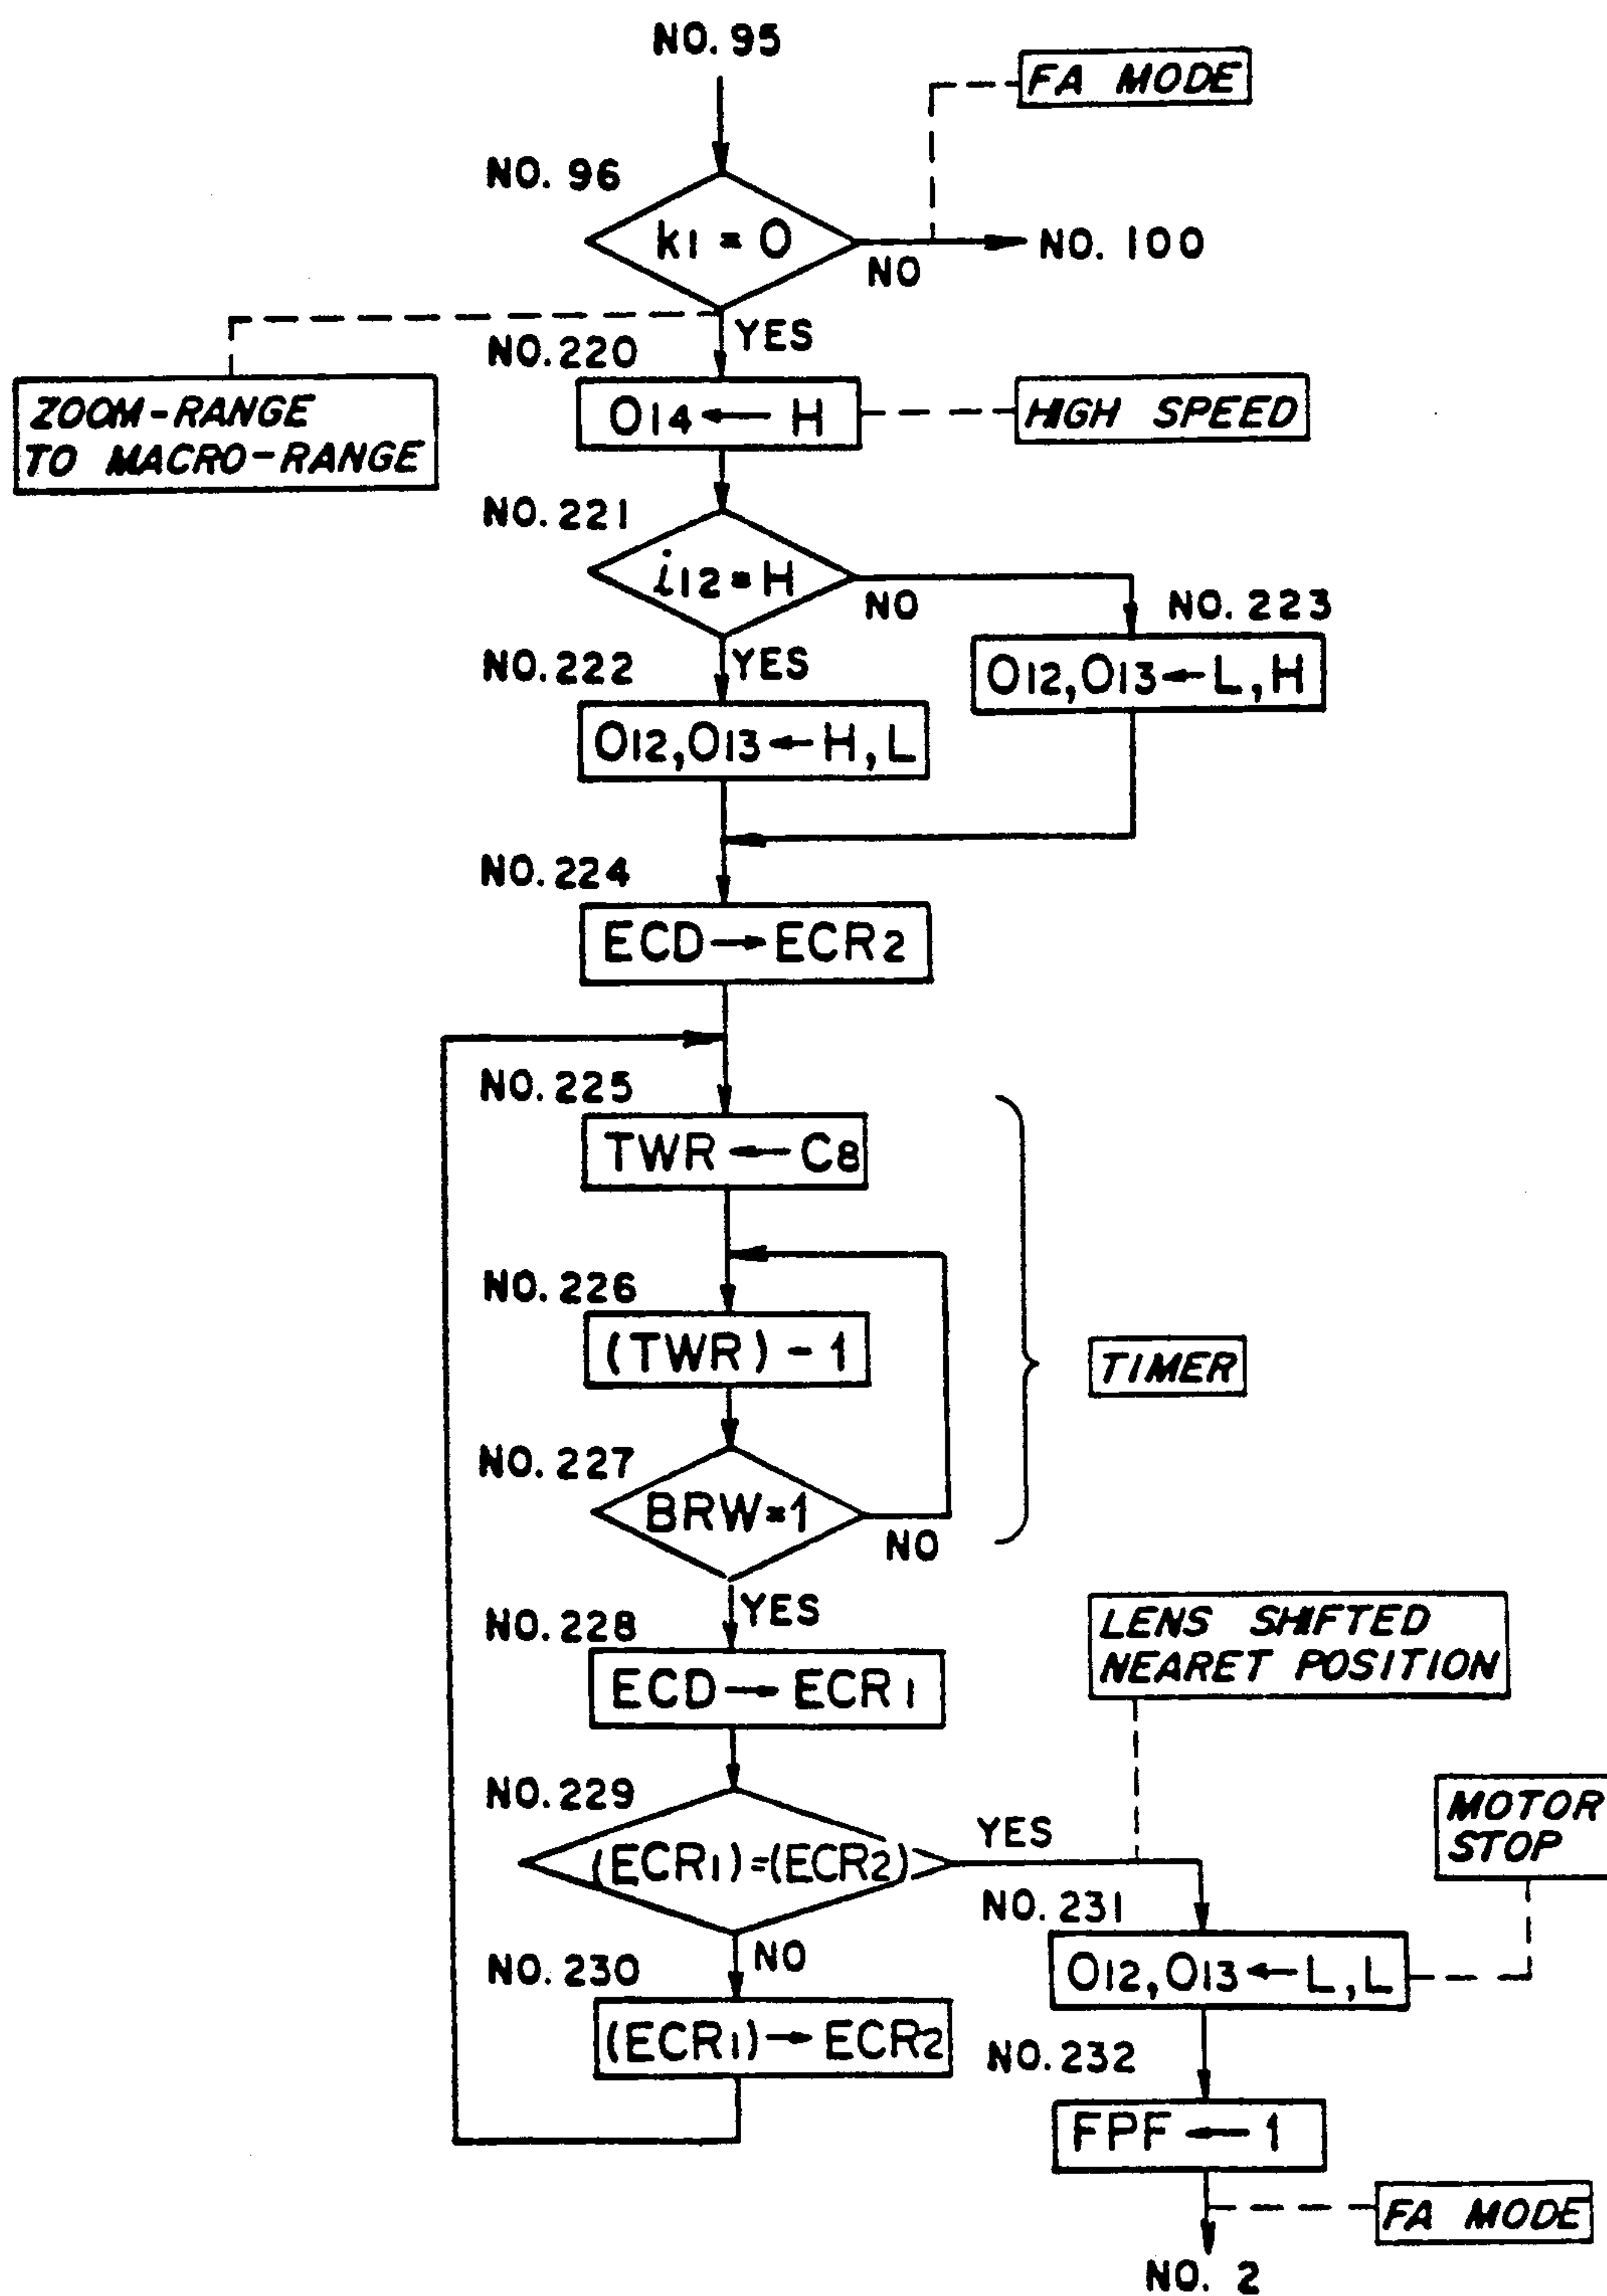 NO. 95
FA MODE
NO. 96
k1 = 0
NO
NO. 100
YES
NO. 220
ZOOM-RANGE
TO MACRO-RANGE
O14 ← H
HIGH SPEED
NO. 221
i12 = H
NO
NO. 223
YES
NO. 222
O12,O13←L,H
O12,O13←H,L
NO. 224
ECD→ECR2
NO. 225
TWR ← C8
NO. 226
(TWR) - 1
TIMER
NO. 227
BRW=1
NO
YES
NO. 228
LENS SHIFTED
NEARET POSITION
ECD→ECR1
NO. 229
YES
MOTOR
STOP
(ECR1)=(ECR2)
NO. 231
NO
NO. 230
O12,O13←L,L
(ECR1)→ECR2
NO. 232
FPF ← 1
FA MODE
NO. 2